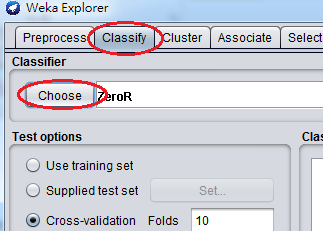 Weka Explorer
Preprocess Classify Cluster Associate Select
Classifier
Choose ZeroR
Test options
Use training set
Supplied test set Set...
Cross-validation Folds 10